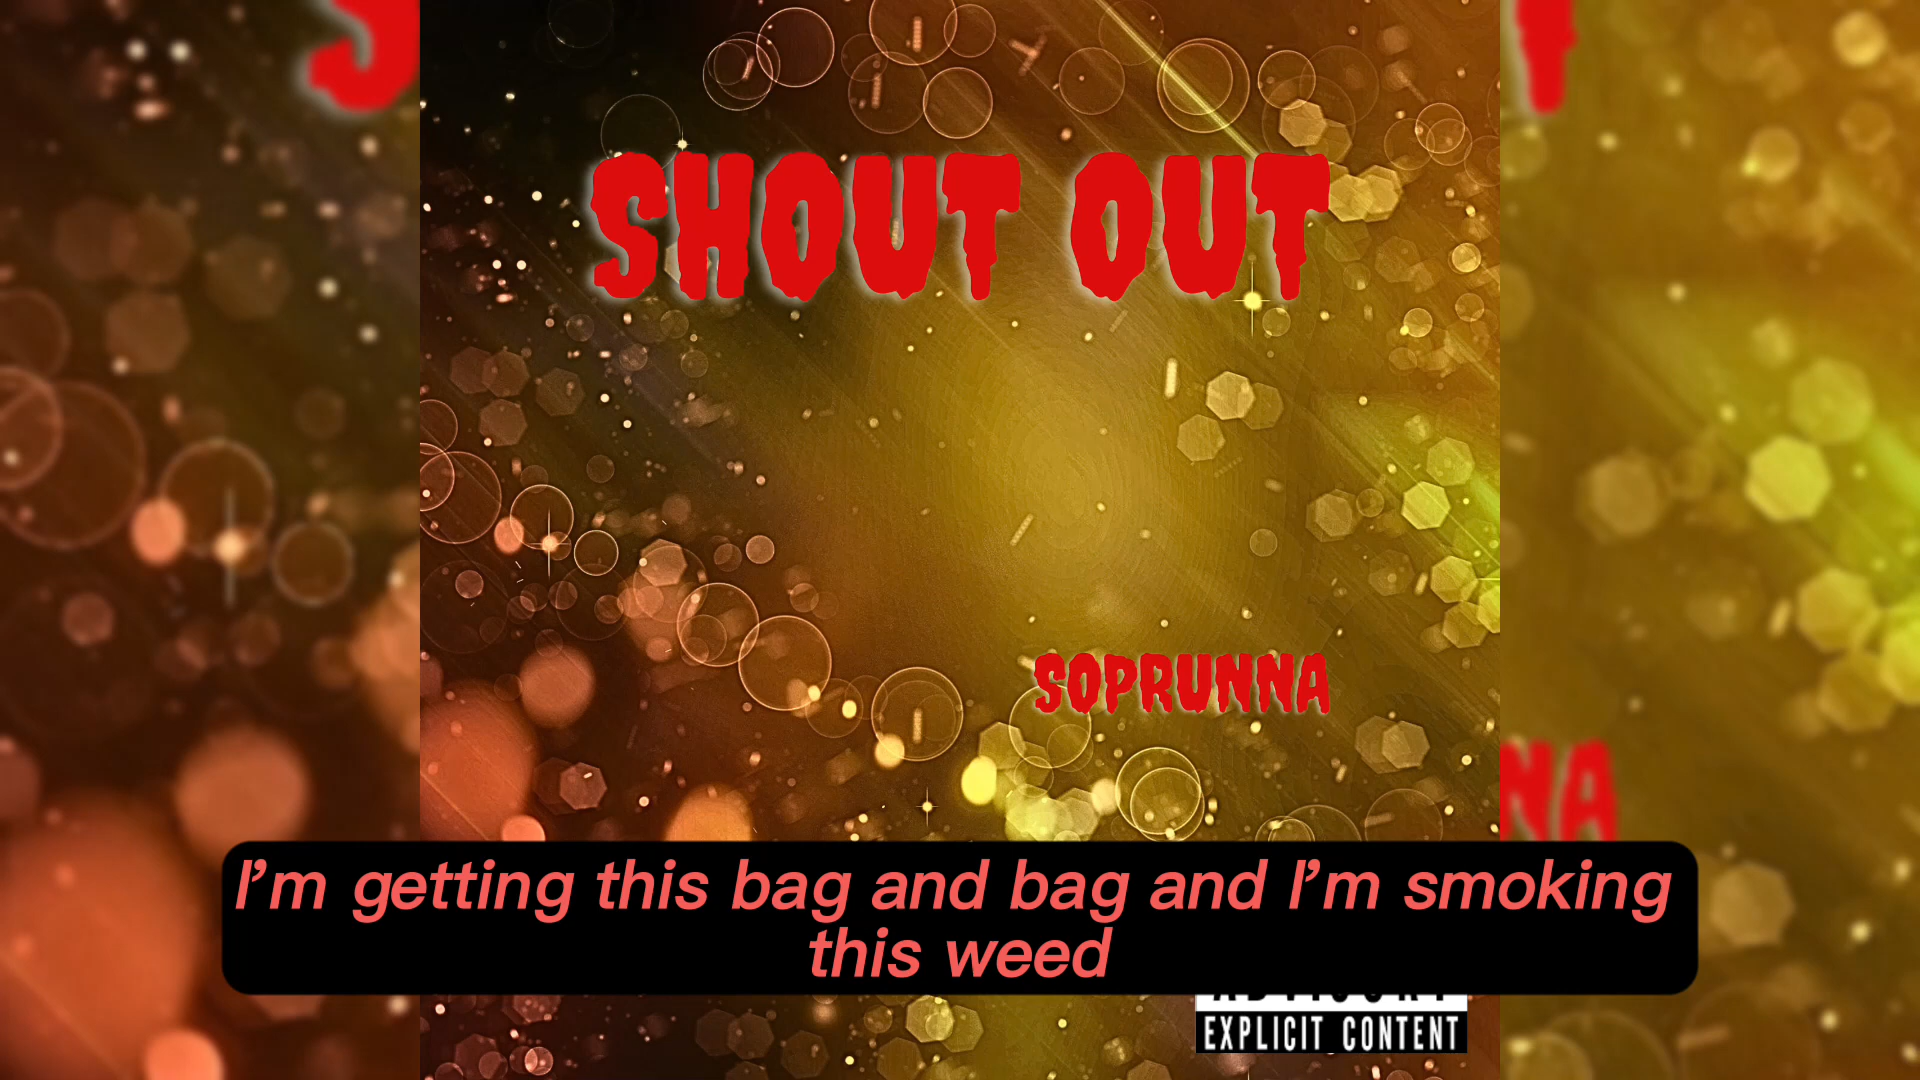 SHOUT OUT
SOPRUNNA
I'm getting this bag and bag and I'm smoking
this weed
EXPLICIT CONTENT